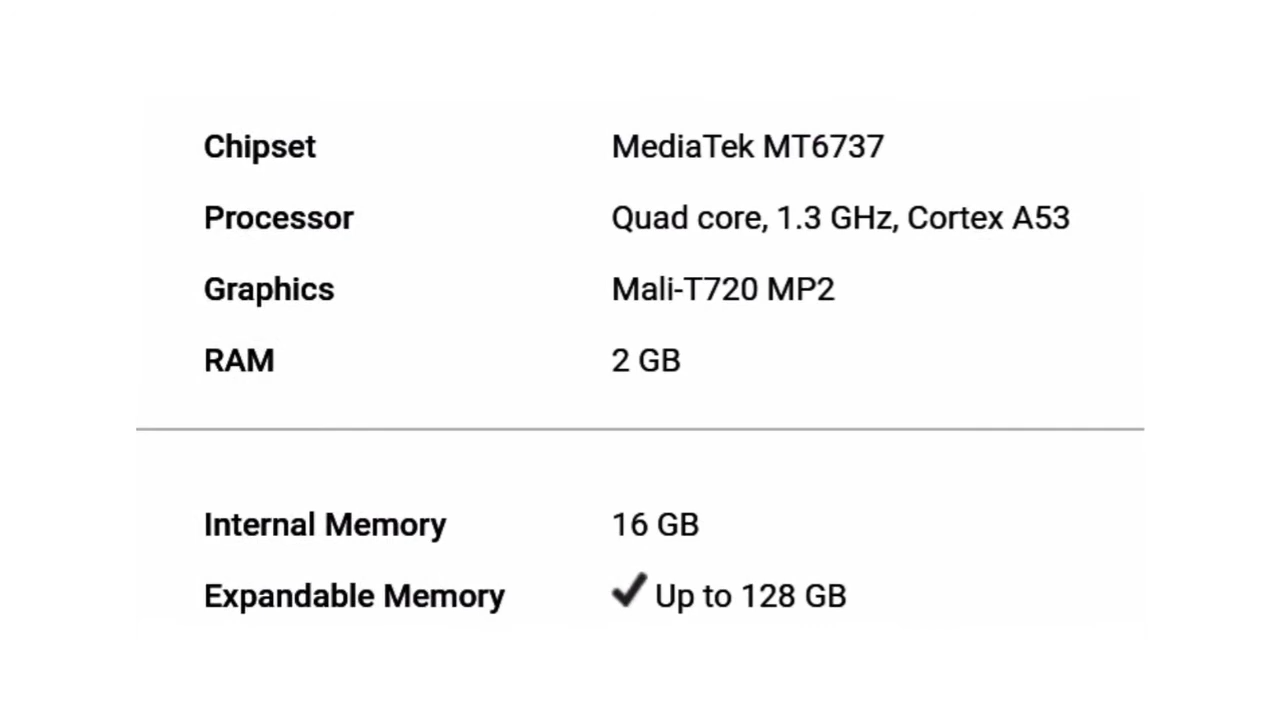 Chipset MediaTek MT6737
Processor Quad core, 1.3 GHz, Cortex A53
Graphics Mali-T720 MP2
RAM 2 GB
Internal Memory 16 GB
Expandable Memory ✔ Up to 128 GB